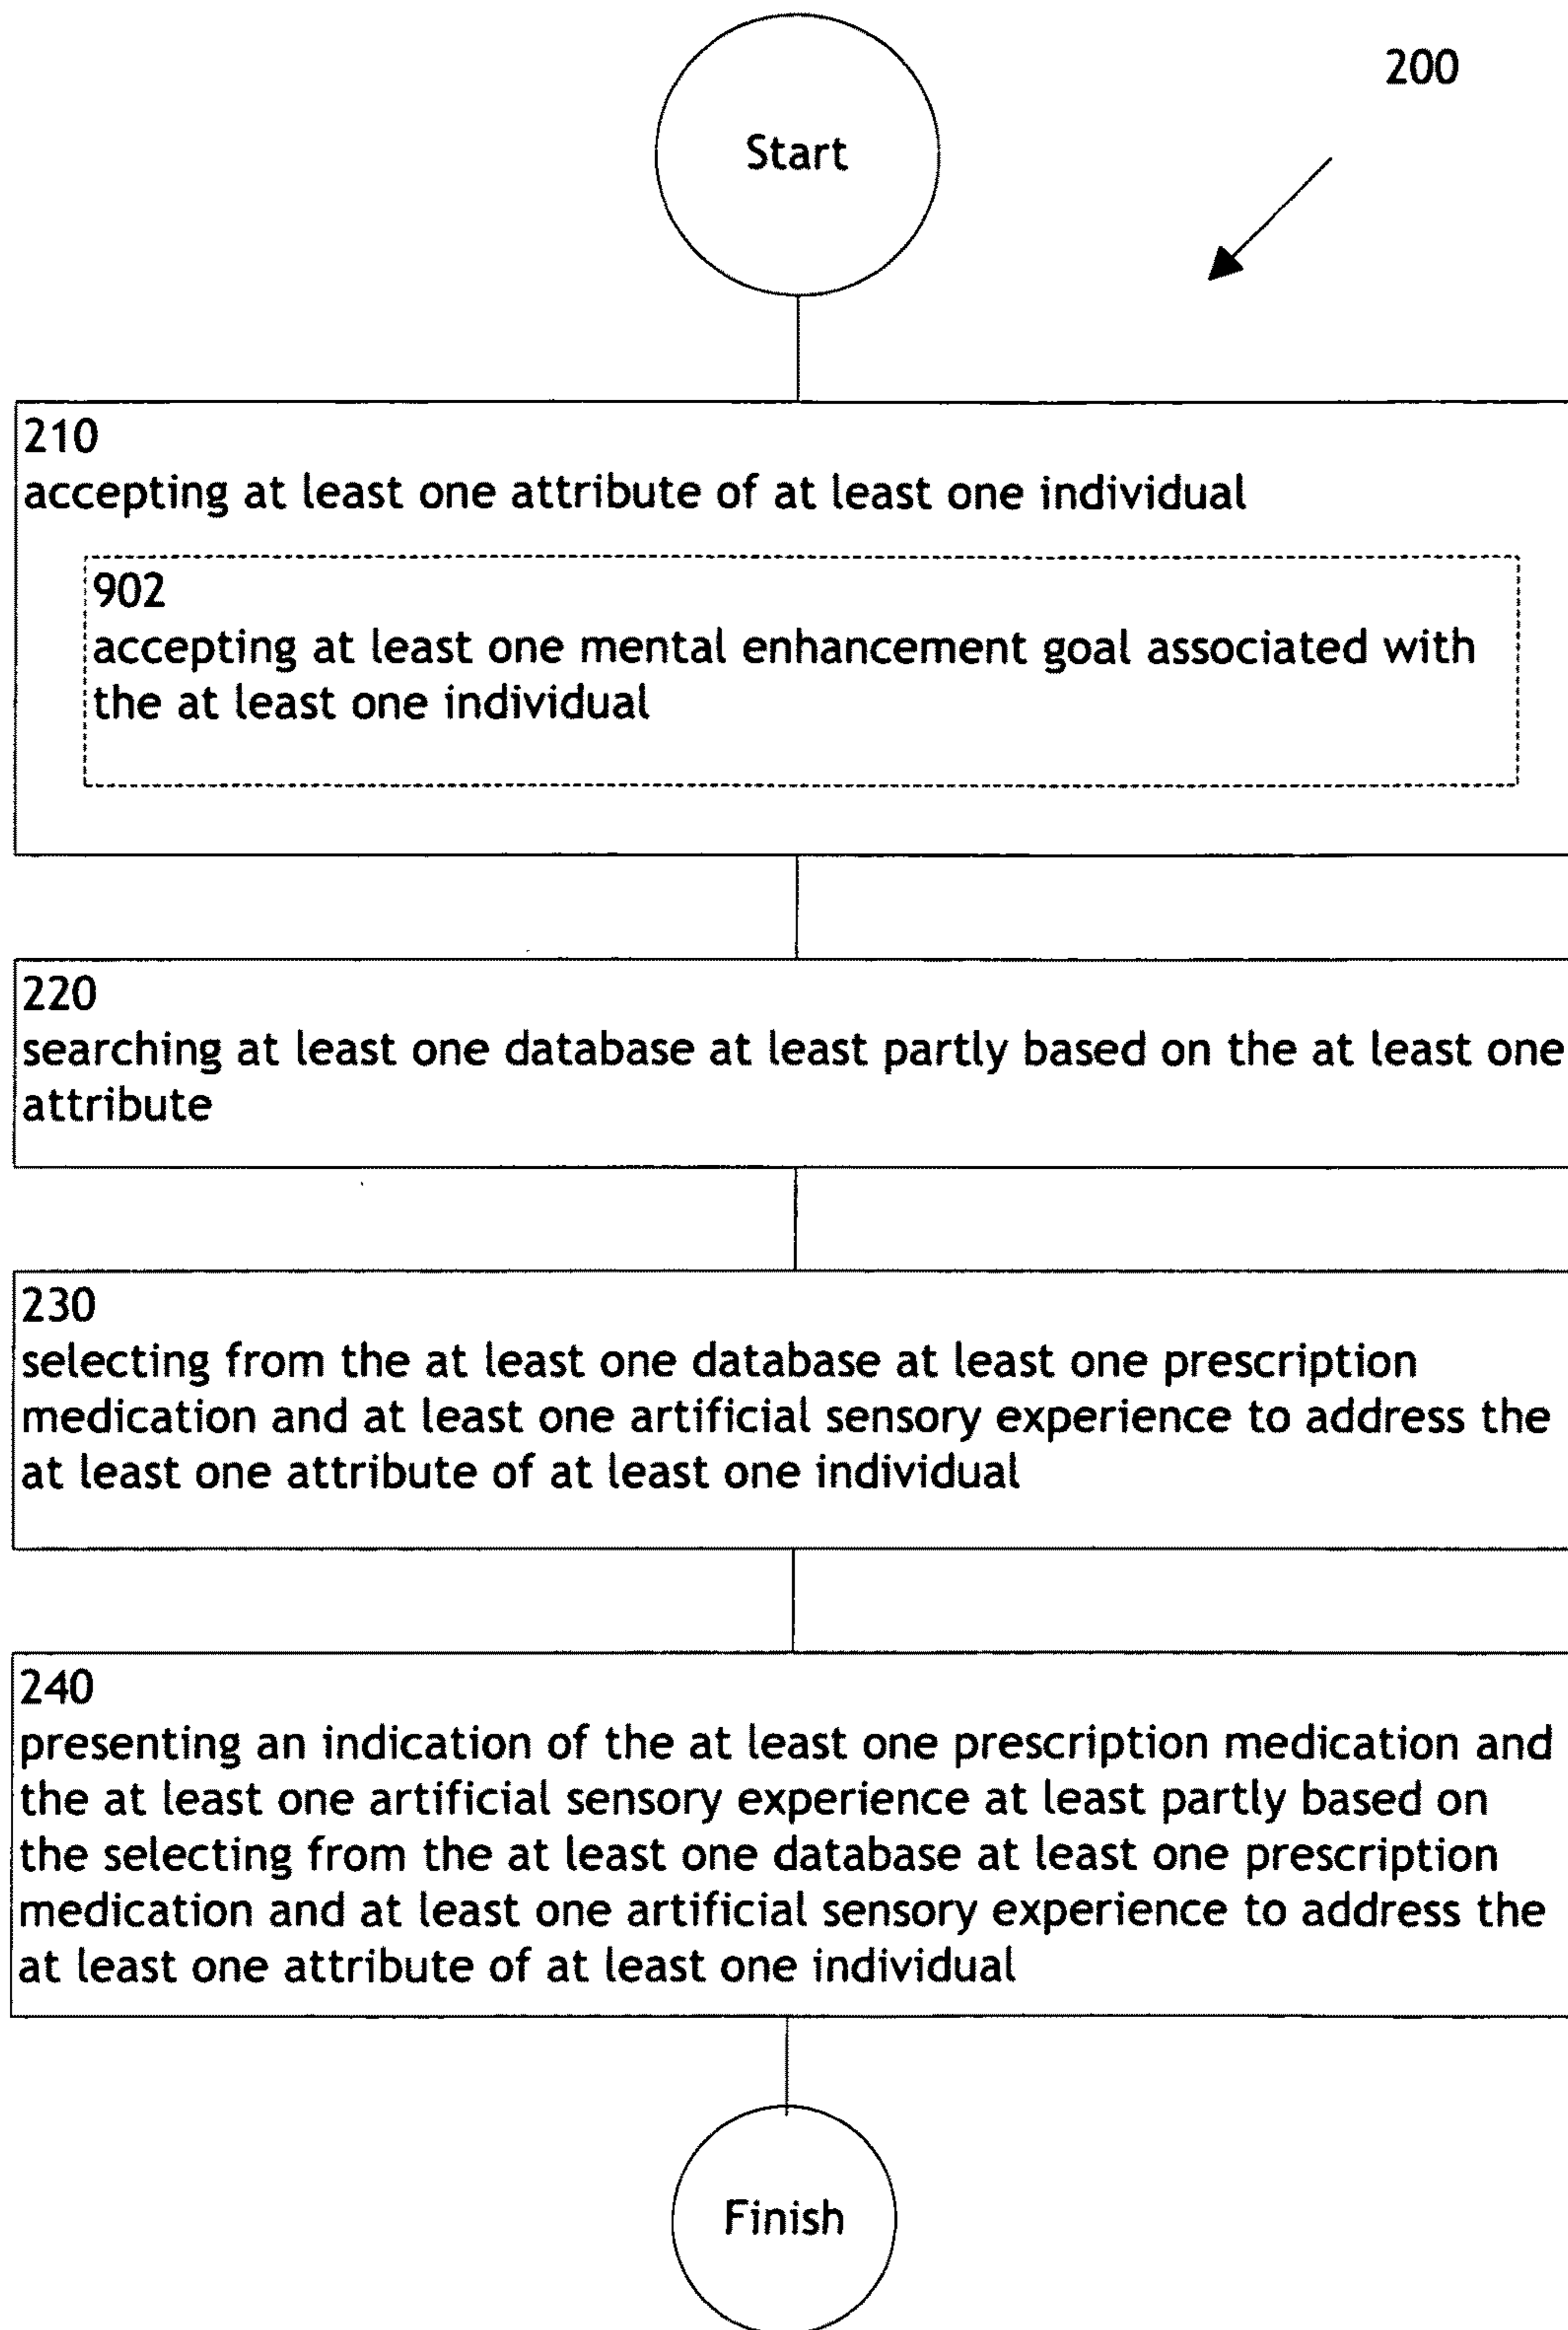 200
Start
210
accepting at least one attribute of at least one individual
902
accepting at least one mental enhancement goal associated with
the at least one individual
220
searching at least one database at least partly based on the at least one
attribute
230
selecting from the at least one database at least one prescription
medication and at least one artificial sensory experience to address the
at least one attribute of at least one individual
240
presenting an indication of the at least one prescription medication and
the at least one artificial sensory experience at least partly based on
the selecting from the at least one database at least one prescription
medication and at least one artificial sensory experience to address the
at least one attribute of at least one individual
Finish